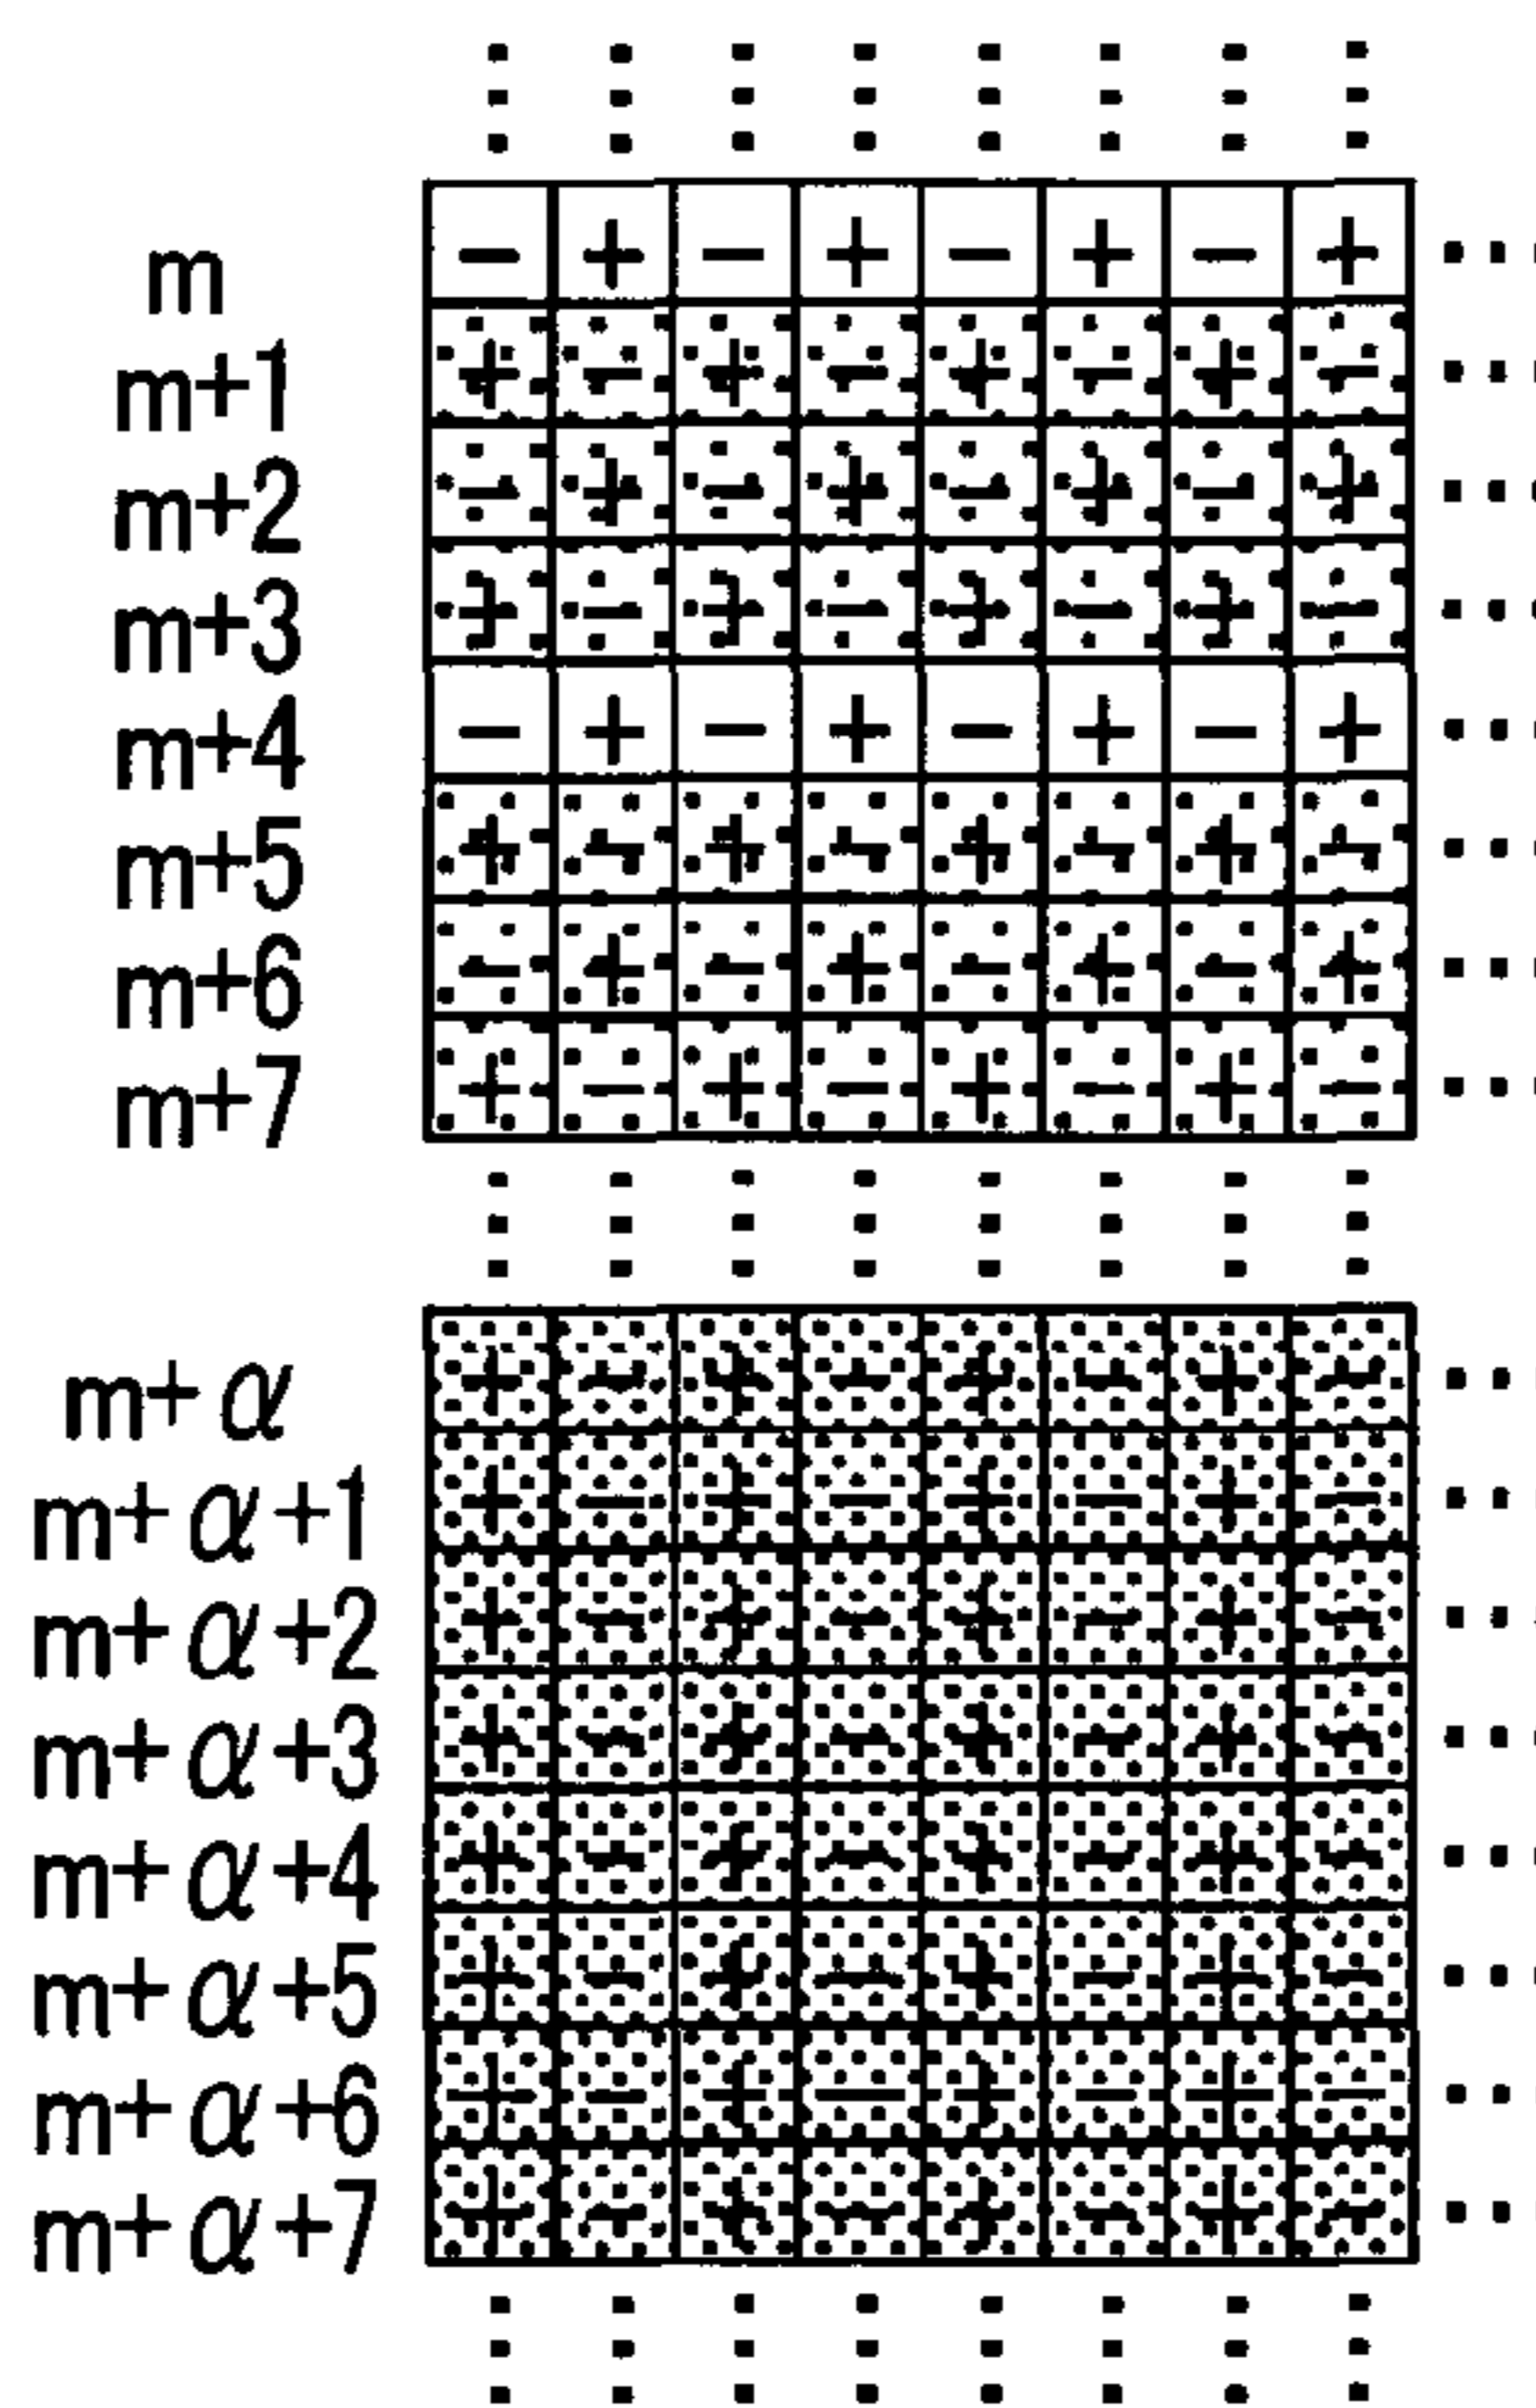 m − + − + − + − +
m+1 + − + − + − + −
m+2 − + − + − + − +
m+3 + − + − + − + −
m+4 − + − + − + − +
m+5 + − + − + − + −
m+6 − + − + − + − +
m+7 + − + − + − + −
m+α + − + − + − + −
m+α+1 + − + − + − + −
m+α+2 + − + − + − + −
m+α+3 + − + − + − + −
m+α+4 + − + − + − + −
m+α+5 + − + − + − + −
m+α+6 + − + − + − + −
m+α+7 + − + − + − + −